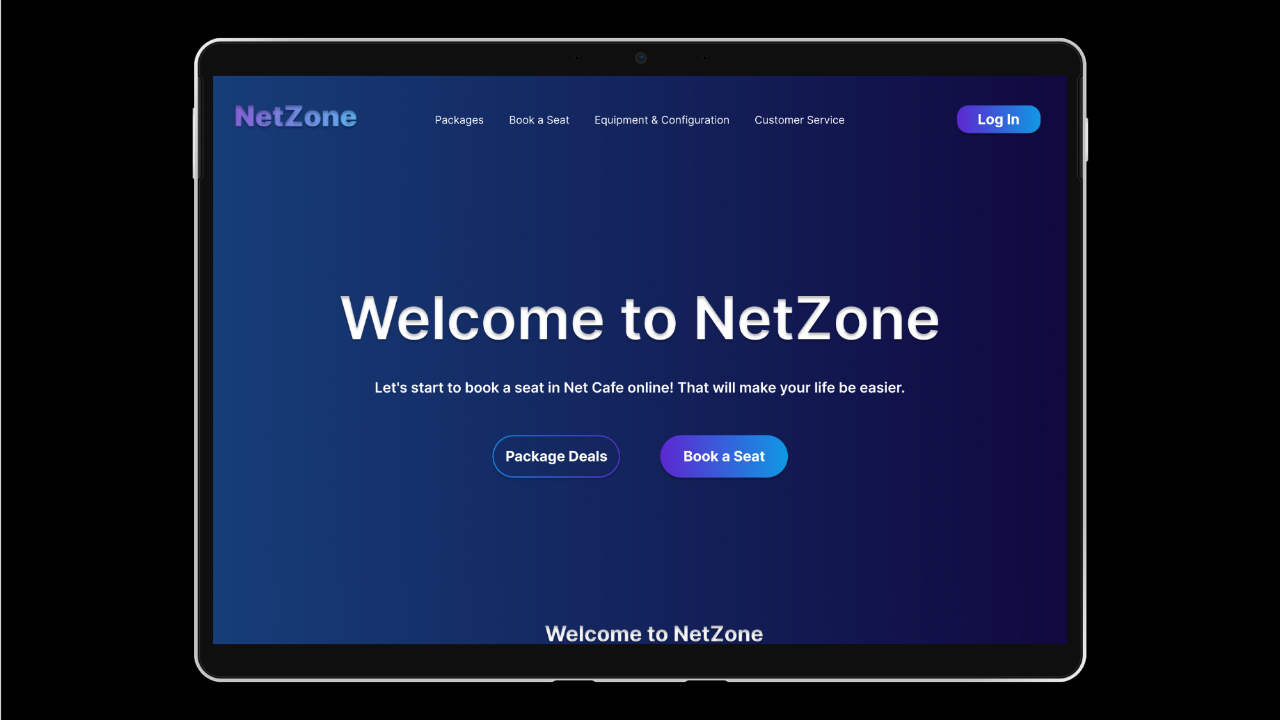 NetZone
Packages Book a Seat Equipment & Configuration Customer Service Log In
Welcome to NetZone
Let's start to book a seat in Net Cafe online! That will make your life be easier.
Package Deals Book a Seat
Welcome to NetZone